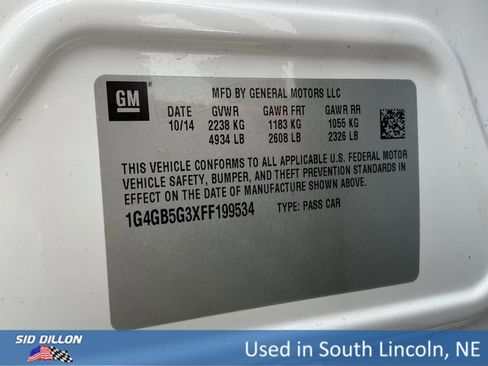 GM
MFD BY GENERAL MOTORS LLC
DATE GVWR GAWR FRT GAWR RR
10/14 2238 KG 1183 KG 1055 KG
4934 LB 2608 LB 2326 LB
THIS VEHICLE CONFORMS TO ALL APPLICABLE U.S. FEDERAL MOTOR
VEHICLE SAFETY, BUMPER, AND THEFT PREVENTION STANDARDS IN
EFFECT ON THE DATE OF MANUFACTURE SHOWN ABOVE.
1G4GB5G3XFF199534 TYPE: PASS CAR
SID DILLON
Used in South Lincoln, NE